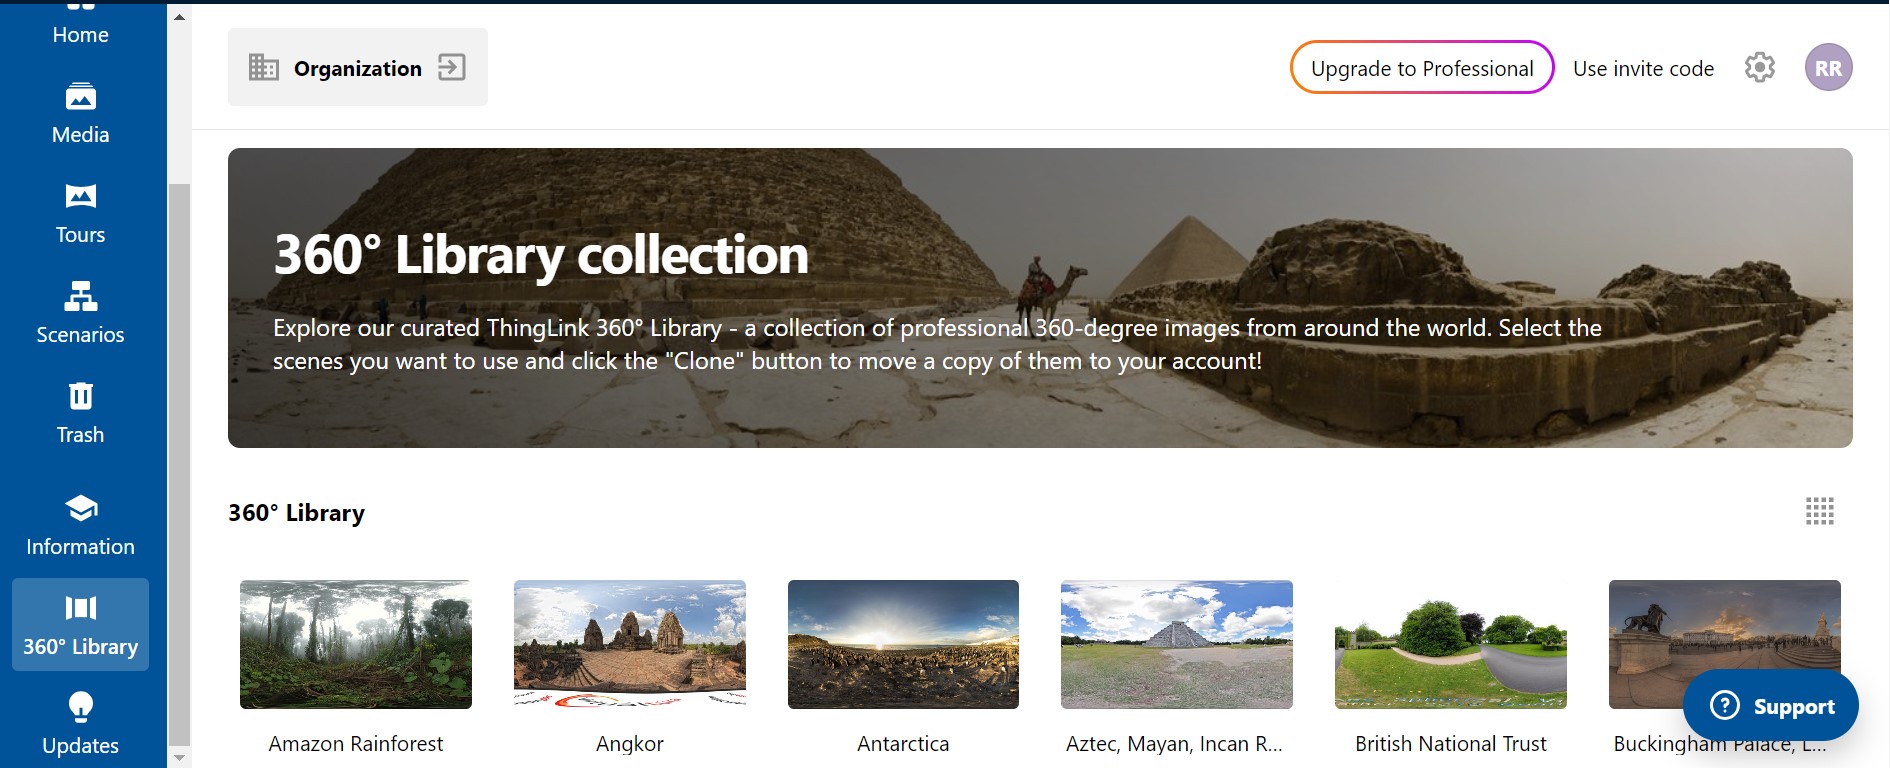 Home
Media
Tours
Scenarios
Trash
Information
360° Library
Updates
Organization
Upgrade to Professional
Use invite code
RR
360° Library collection
Explore our curated ThingLink 360° Library - a collection of professional 360-degree images from around the world. Select the
scenes you want to use and click the "Clone" button to move a copy of them to your account!
360° Library
Amazon Rainforest
Angkor
Antarctica
Aztec, Mayan, Incan R...
British National Trust
Buckingham Palace, L...
? Support